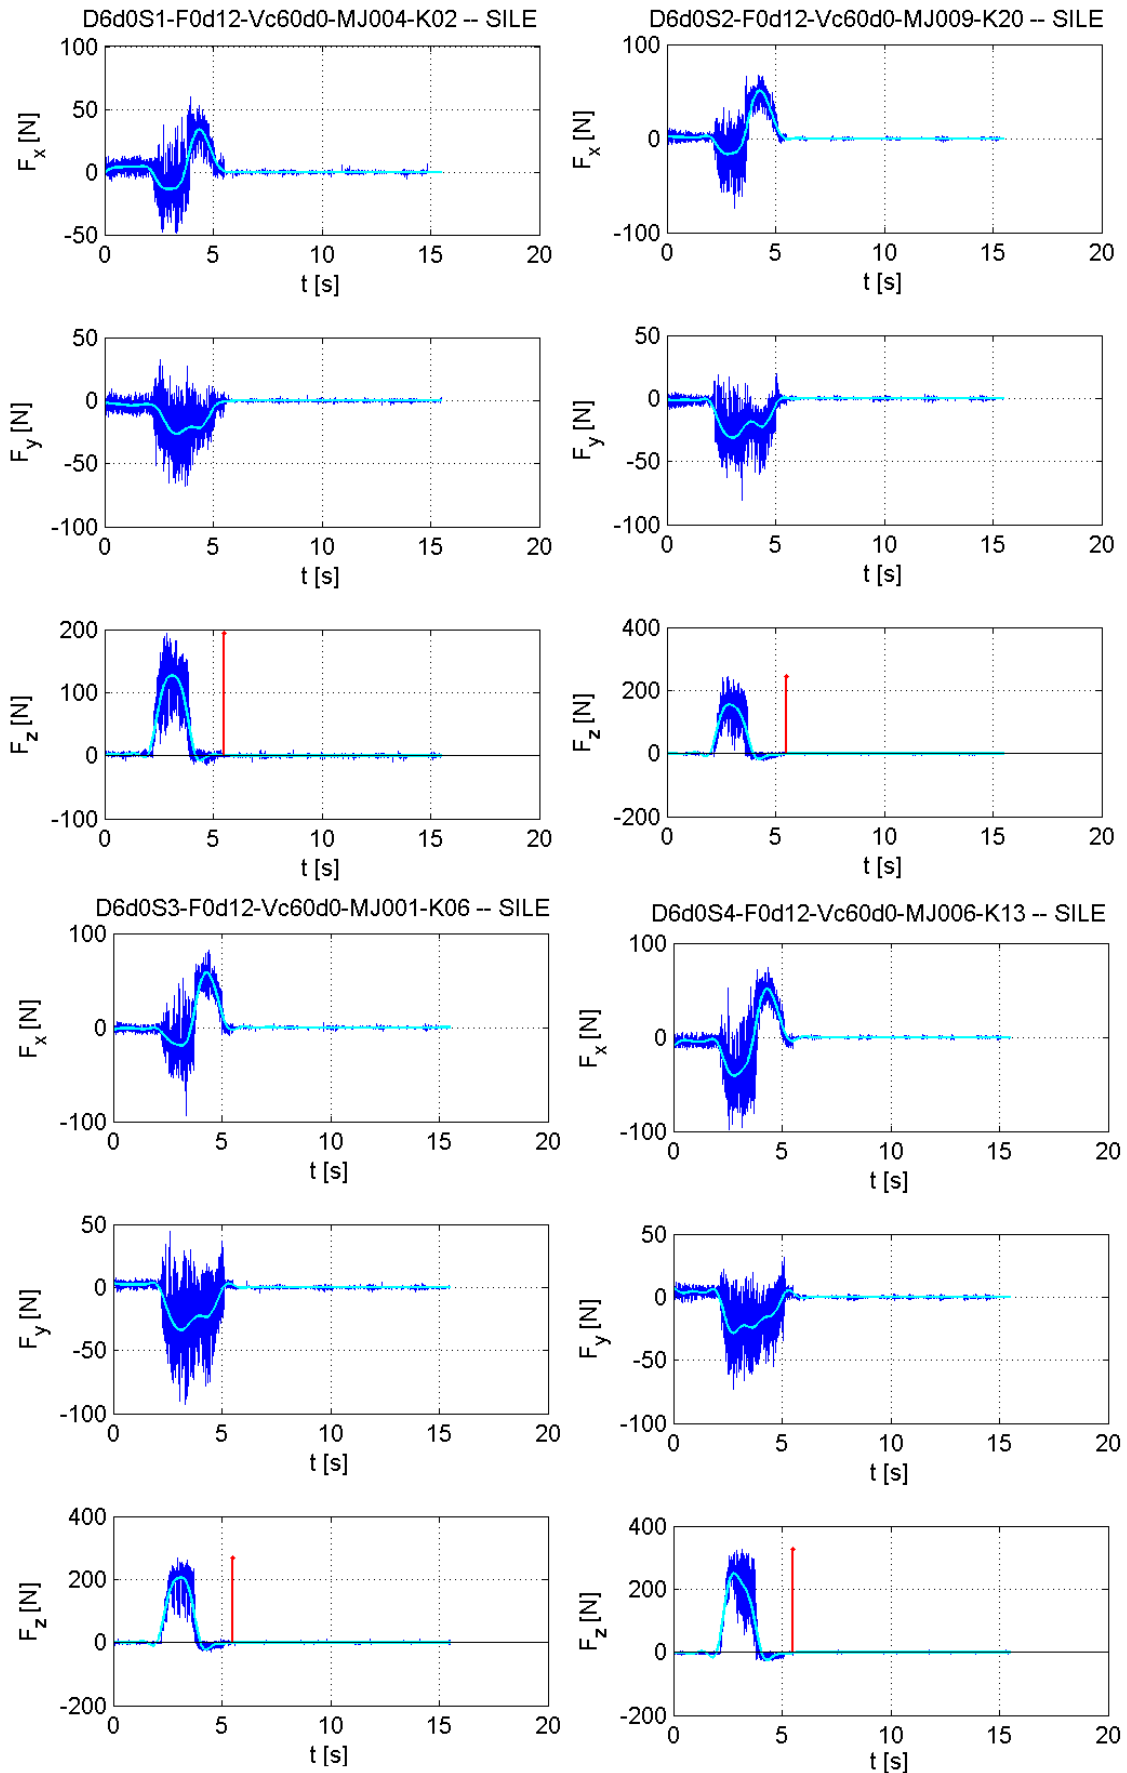 D6d0S1-F0d12-Vc60d0-MJ004-K02 -- SILE
100
50
0
-50
F_x [N]
0 5 10 15 20
t [s]
50
0
-50
-100
F_y [N]
0 5 10 15 20
t [s]
200
100
0
-100
F_z [N]
0 5 10 15 20
t [s]
D6d0S2-F0d12-Vc60d0-MJ009-K20 -- SILE
100
0
-100
F_x [N]
0 5 10 15 20
t [s]
50
0
-50
-100
F_y [N]
0 5 10 15 20
t [s]
400
200
0
-200
F_z [N]
0 5 10 15 20
t [s]
D6d0S3-F0d12-Vc60d0-MJ001-K06 -- SILE
100
0
-100
F_x [N]
0 5 10 15 20
t [s]
50
0
-50
-100
F_y [N]
0 5 10 15 20
t [s]
400
200
0
-200
F_z [N]
0 5 10 15 20
t [s]
D6d0S4-F0d12-Vc60d0-MJ006-K13 -- SILE
100
0
-100
F_x [N]
0 5 10 15 20
t [s]
50
0
-50
-100
F_y [N]
0 5 10 15 20
t [s]
400
200
0
-200
F_z [N]
0 5 10 15 20
t [s]